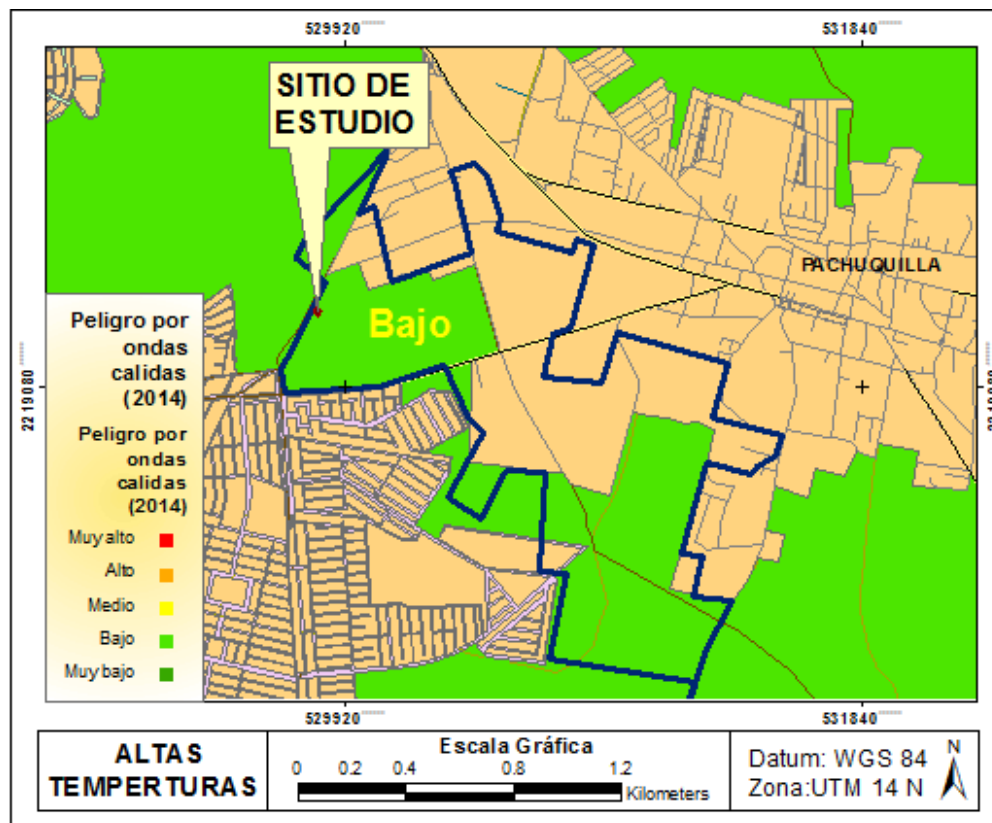 529920
531840
SITIO DE
ESTUDIO
PACHUQUILLA
Bajo
2219080
Peligro por
ondas
calidas
(2014)
Peligro por
ondas
calidas
(2014)
Muy alto
Alto
Medio
Bajo
Muy bajo
529920
531840
ALTAS
TEMPERATURAS
Escala Gráfica
0 0.2 0.4 0.8 1.2
Kilometers
Datum: WGS 84
Zona:UTM 14 N
N